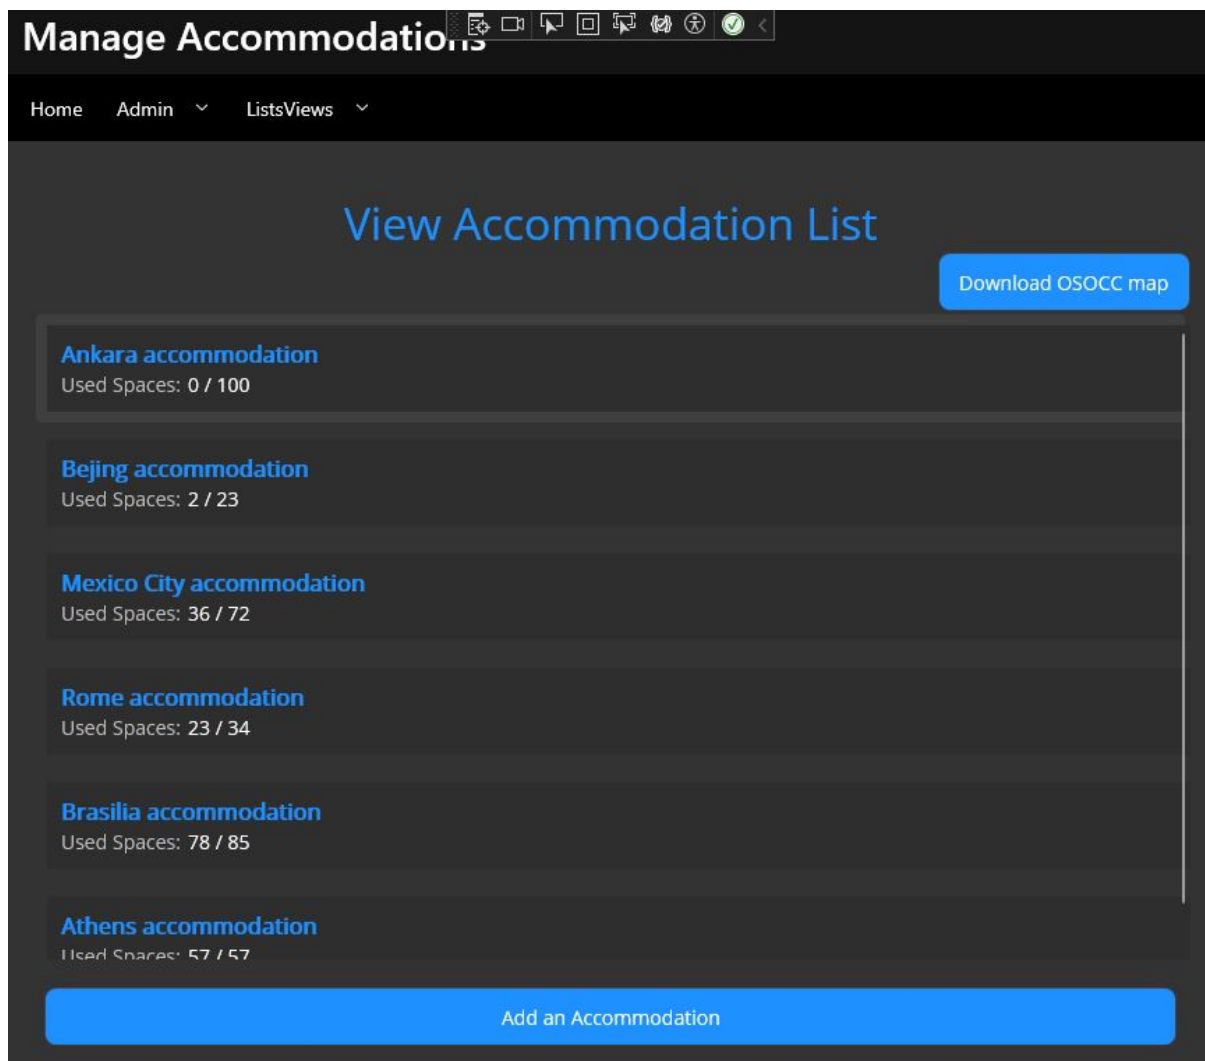 Manage Accommodations
Home Admin ListsViews
View Accommodation List
Download OSOCC map
Ankara accommodation
Used Spaces: 0 / 100
Bejing accommodation
Used Spaces: 2 / 23
Mexico City accommodation
Used Spaces: 36 / 72
Rome accommodation
Used Spaces: 23 / 34
Brasilia accommodation
Used Spaces: 78 / 85
Athens accommodation
Used Spaces: 57 / 57
Add an Accommodation